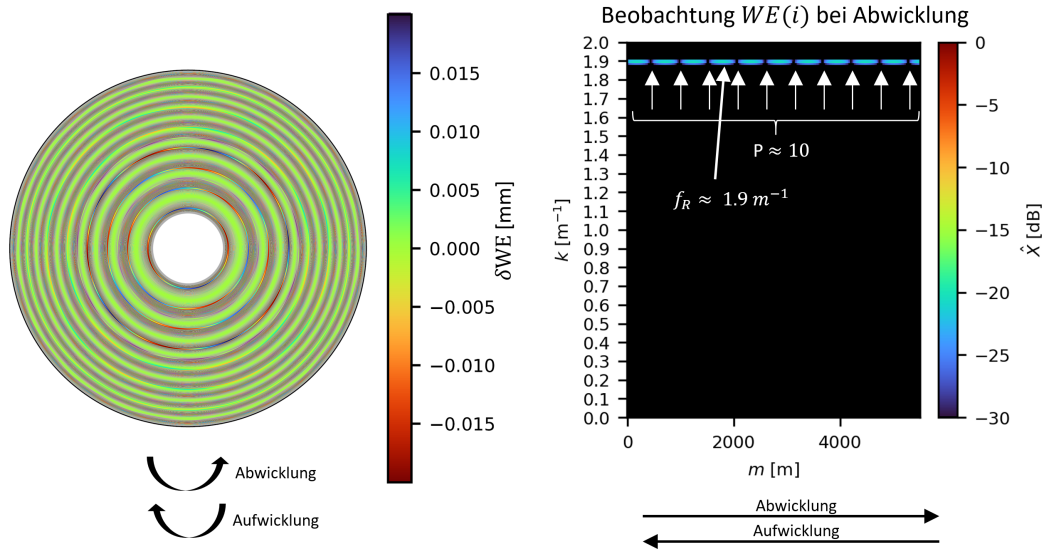 0.015
0.010
0.005
0.000
−0.005
−0.010
−0.015
δWE [mm]
Abwicklung
Aufwicklung
Beobachtung WE(i) bei Abwicklung
2.0
1.9
1.8
1.7
1.6
1.5
1.4
1.3
1.2
1.1
1.0
0.9
0.8
0.7
0.6
0.5
0.4
0.3
0.2
0.1
0.0
k [m⁻¹]
P ≈ 10
f_R ≈ 1.9 m⁻¹
0 2000 4000
m [m]
0
−5
−10
−15
−20
−25
−30
X̂ [dB]
Abwicklung
Aufwicklung